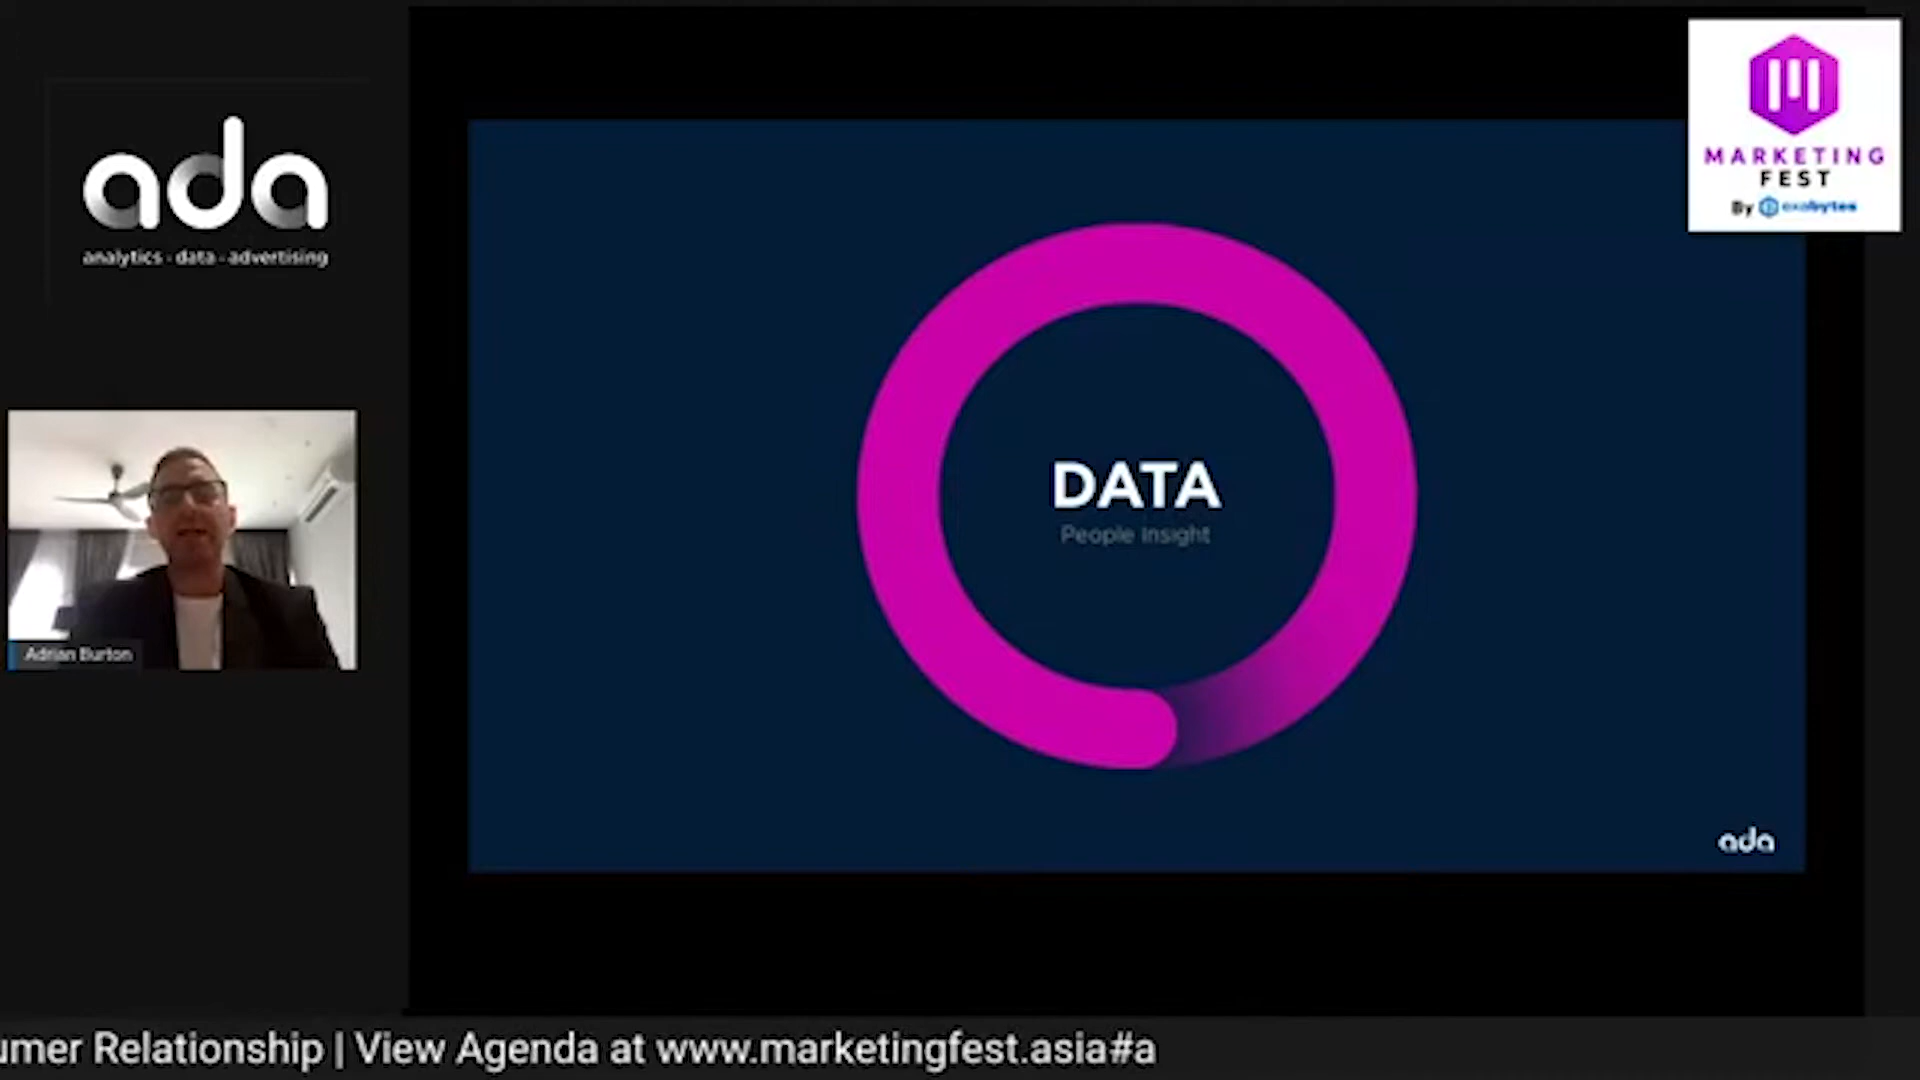 ada
analytics · data · advertising
MARKETING
FEST
By exabytes
DATA
People Insight
Adrian Burton
ada
umer Relationship | View Agenda at www.marketingfest.asia#a